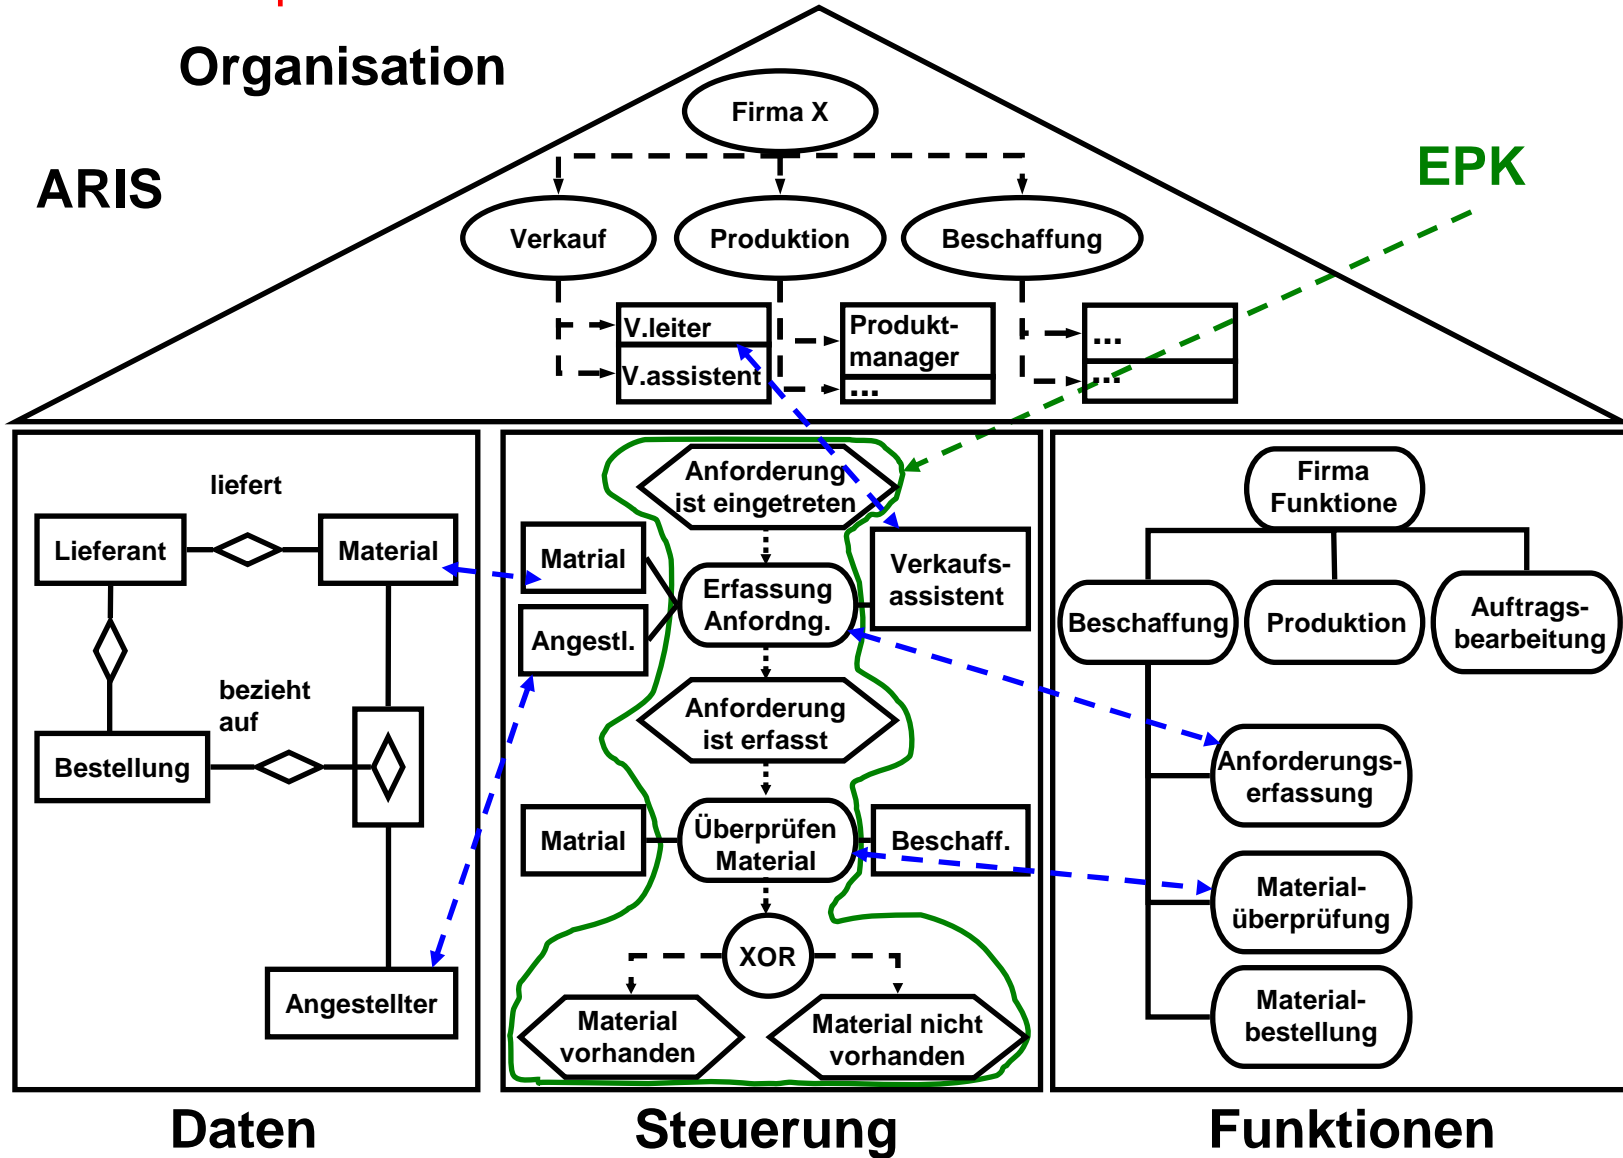 Organisation
ARIS
EPK
Firma X
Verkauf
Produktion
Beschaffung
V.leiter
V.assistent
Produkt-
manager
...
...
...
liefert
Lieferant
Material
bezieht
auf
Bestellung
Angestellter
Daten
Anforderung
ist eingetreten
Matrial
Angestl.
Erfassung
Anfordng.
Verkaufs-
assistent
Anforderung
ist erfasst
Matrial
Überprüfen
Material
Beschaff.
XOR
Material
vorhanden
Material nicht
vorhanden
Steuerung
Firma
Funktione
Beschaffung
Produktion
Auftrags-
bearbeitung
Anforderungs-
erfassung
Material-
überprüfung
Material-
bestellung
Funktionen